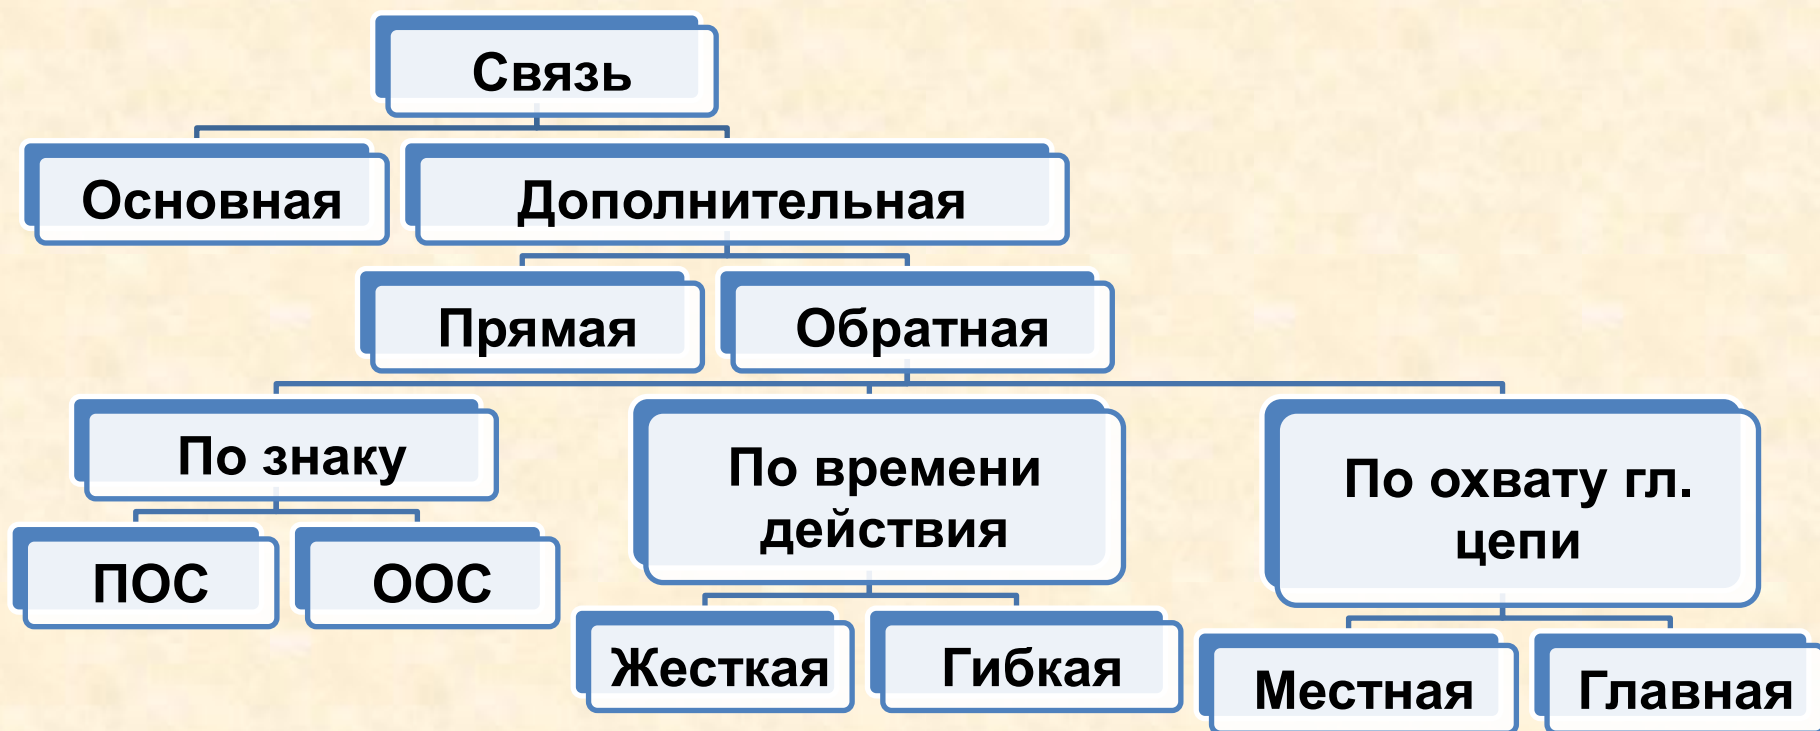 Связь
Основная
Дополнительная
Прямая
Обратная
По знаку
По времени
действия
По охвату гл.
цепи
ПОС
ООС
Жесткая
Гибкая
Местная
Главная